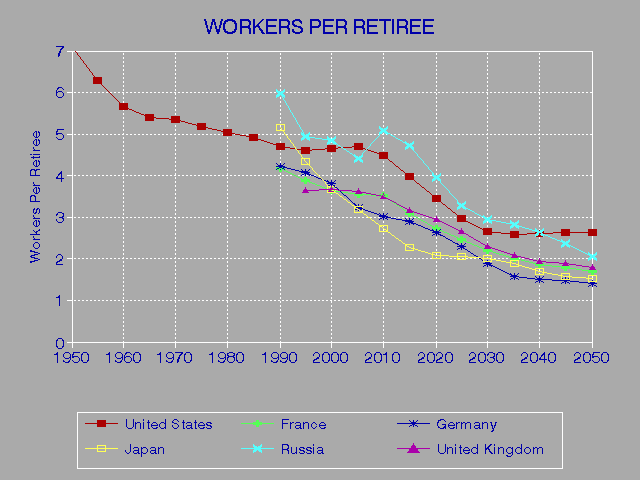 WORKERS PER RETIREE
Workers Per Retiree
7
6
5
4
3
2
1
0
1950 1960 1970 1980 1990 2000 2010 2020 2030 2040 2050
United States France Germany
Japan Russia United Kingdom